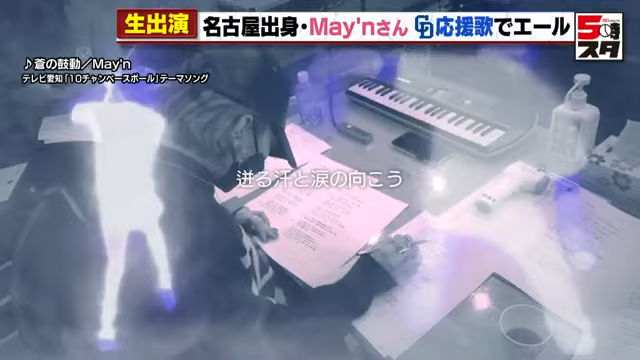 生出演 名古屋出身・May'nさん CD応援歌でエール
5時スタ
♪蒼の鼓動／May'n
テレビ愛知「10チャンベースボール」テーマソング
迸る汗と涙の向こう